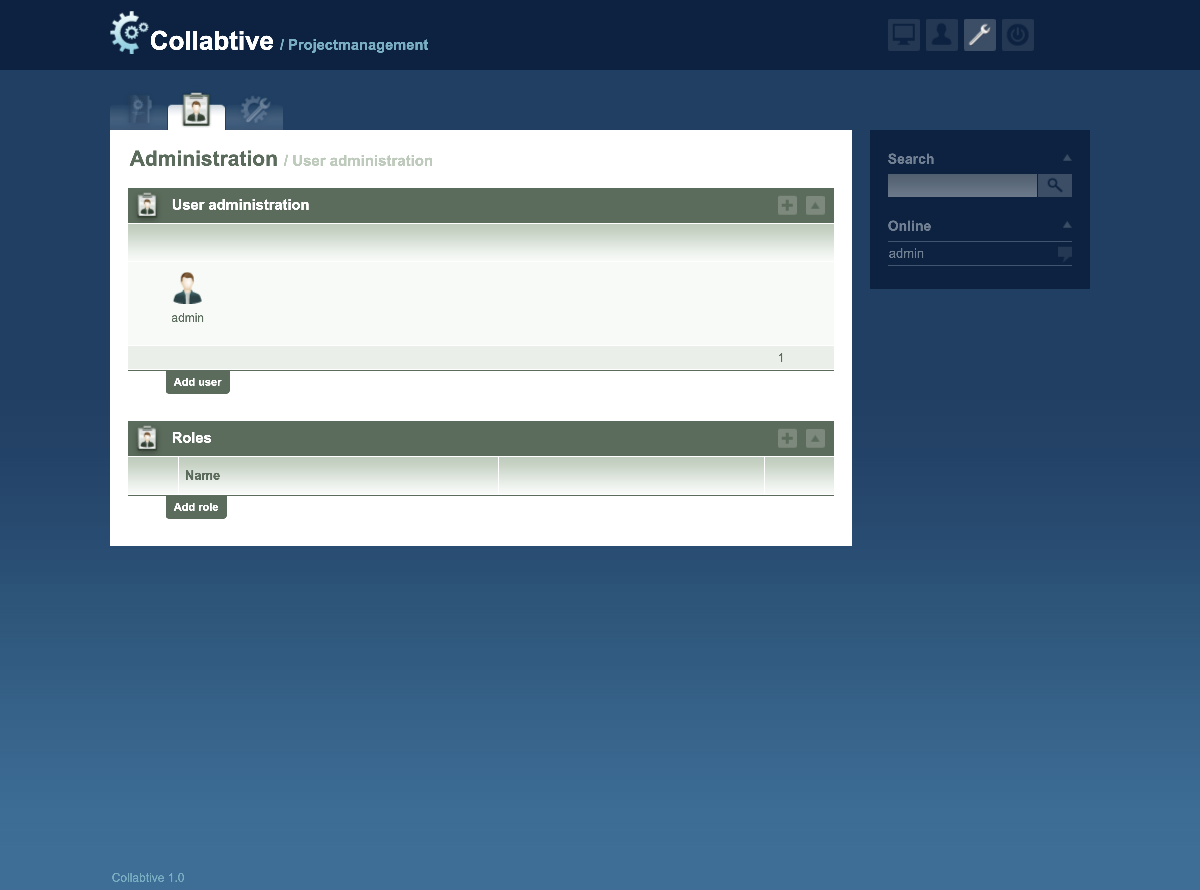 Collabtive / Projectmanagement
Administration / User administration
User administration
admin
1
Add user
Roles
Name
Add role
Search
Online
admin
Collabtive 1.0